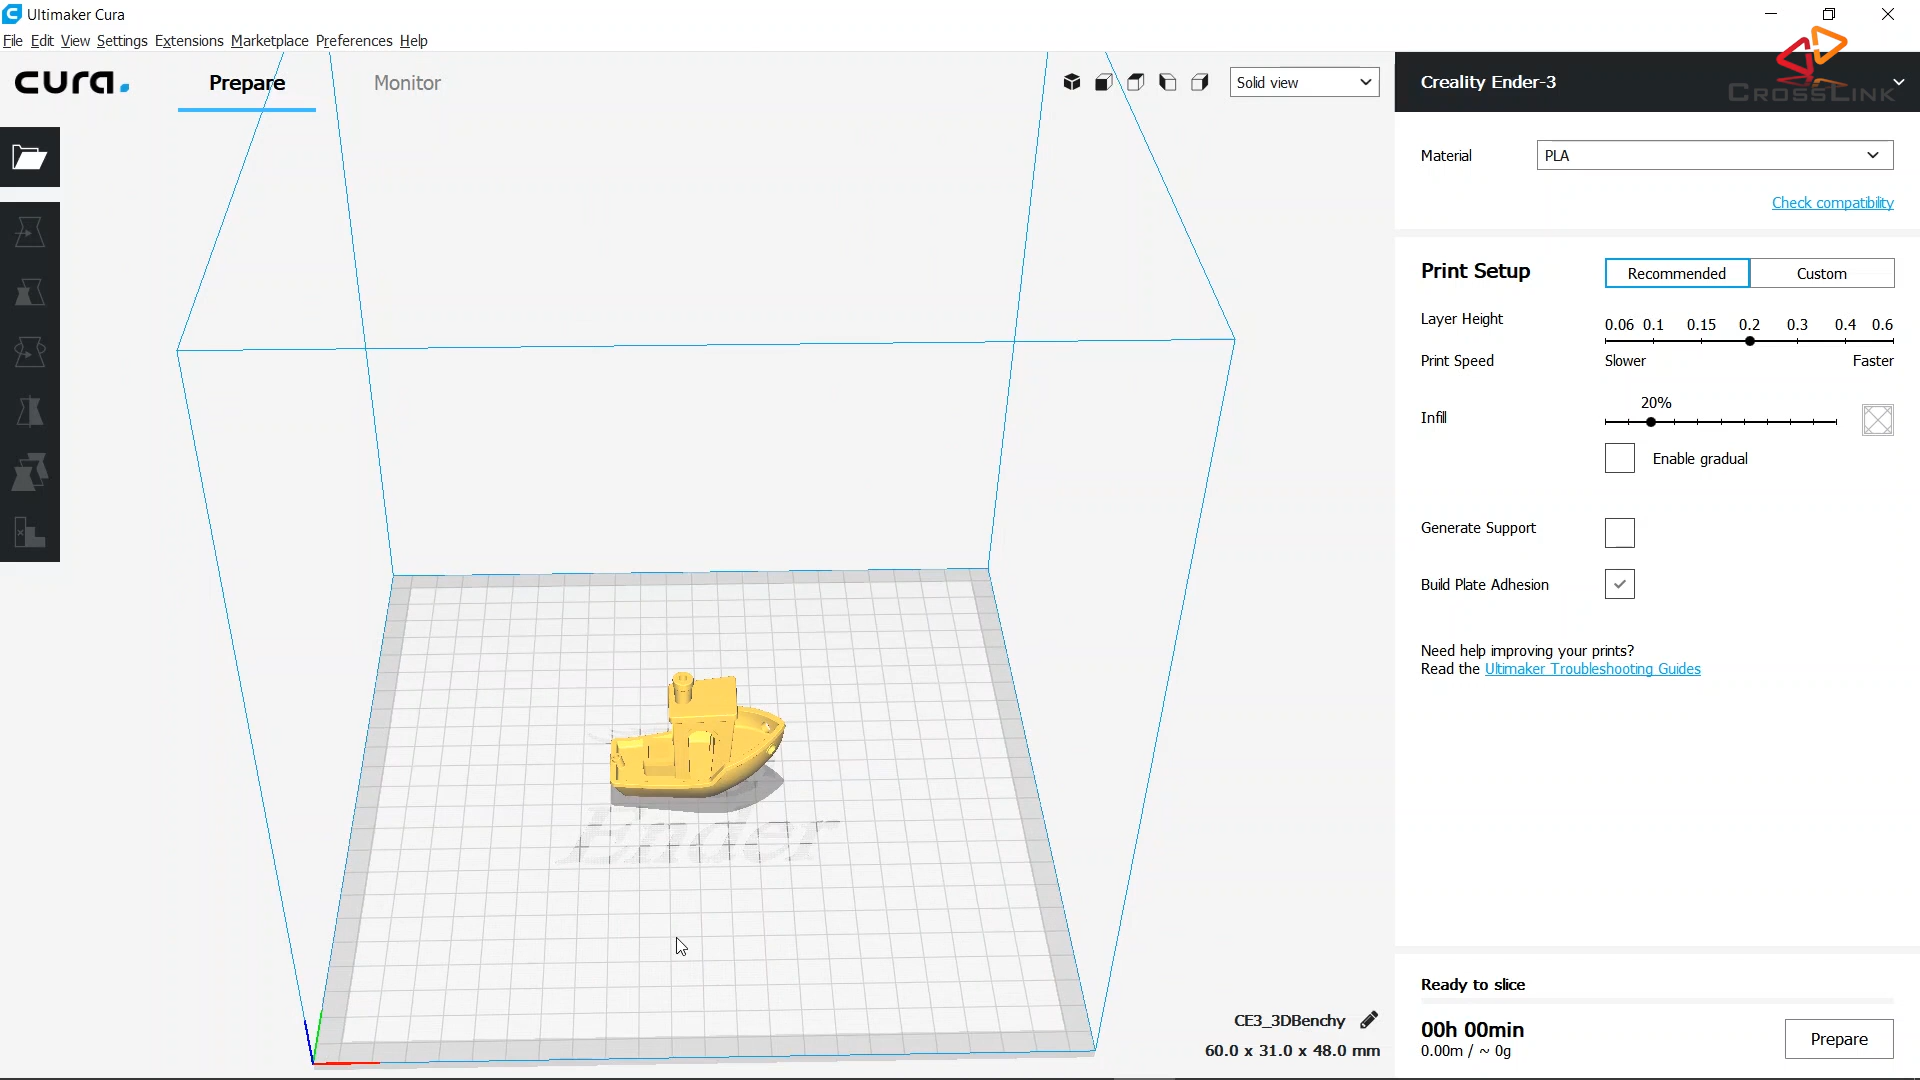 Ultimaker Cura
File Edit View Settings Extensions Marketplace Preferences Help
cura.
Prepare
Monitor
Solid view
Creality Ender-3
CROSSLINK
Material
PLA
Check compatibility
Print Setup
Recommended
Custom
Layer Height
0.06 0.1 0.15 0.2 0.3 0.4 0.6
Print Speed
Slower
Faster
20%
Infill
Enable gradual
Generate Support
Build Plate Adhesion
Need help improving your prints?
Read the Ultimaker Troubleshooting Guides
Ender
CE3_3DBenchy
60.0 x 31.0 x 48.0 mm
Ready to slice
00h 00min
0.00m / ~ 0g
Prepare